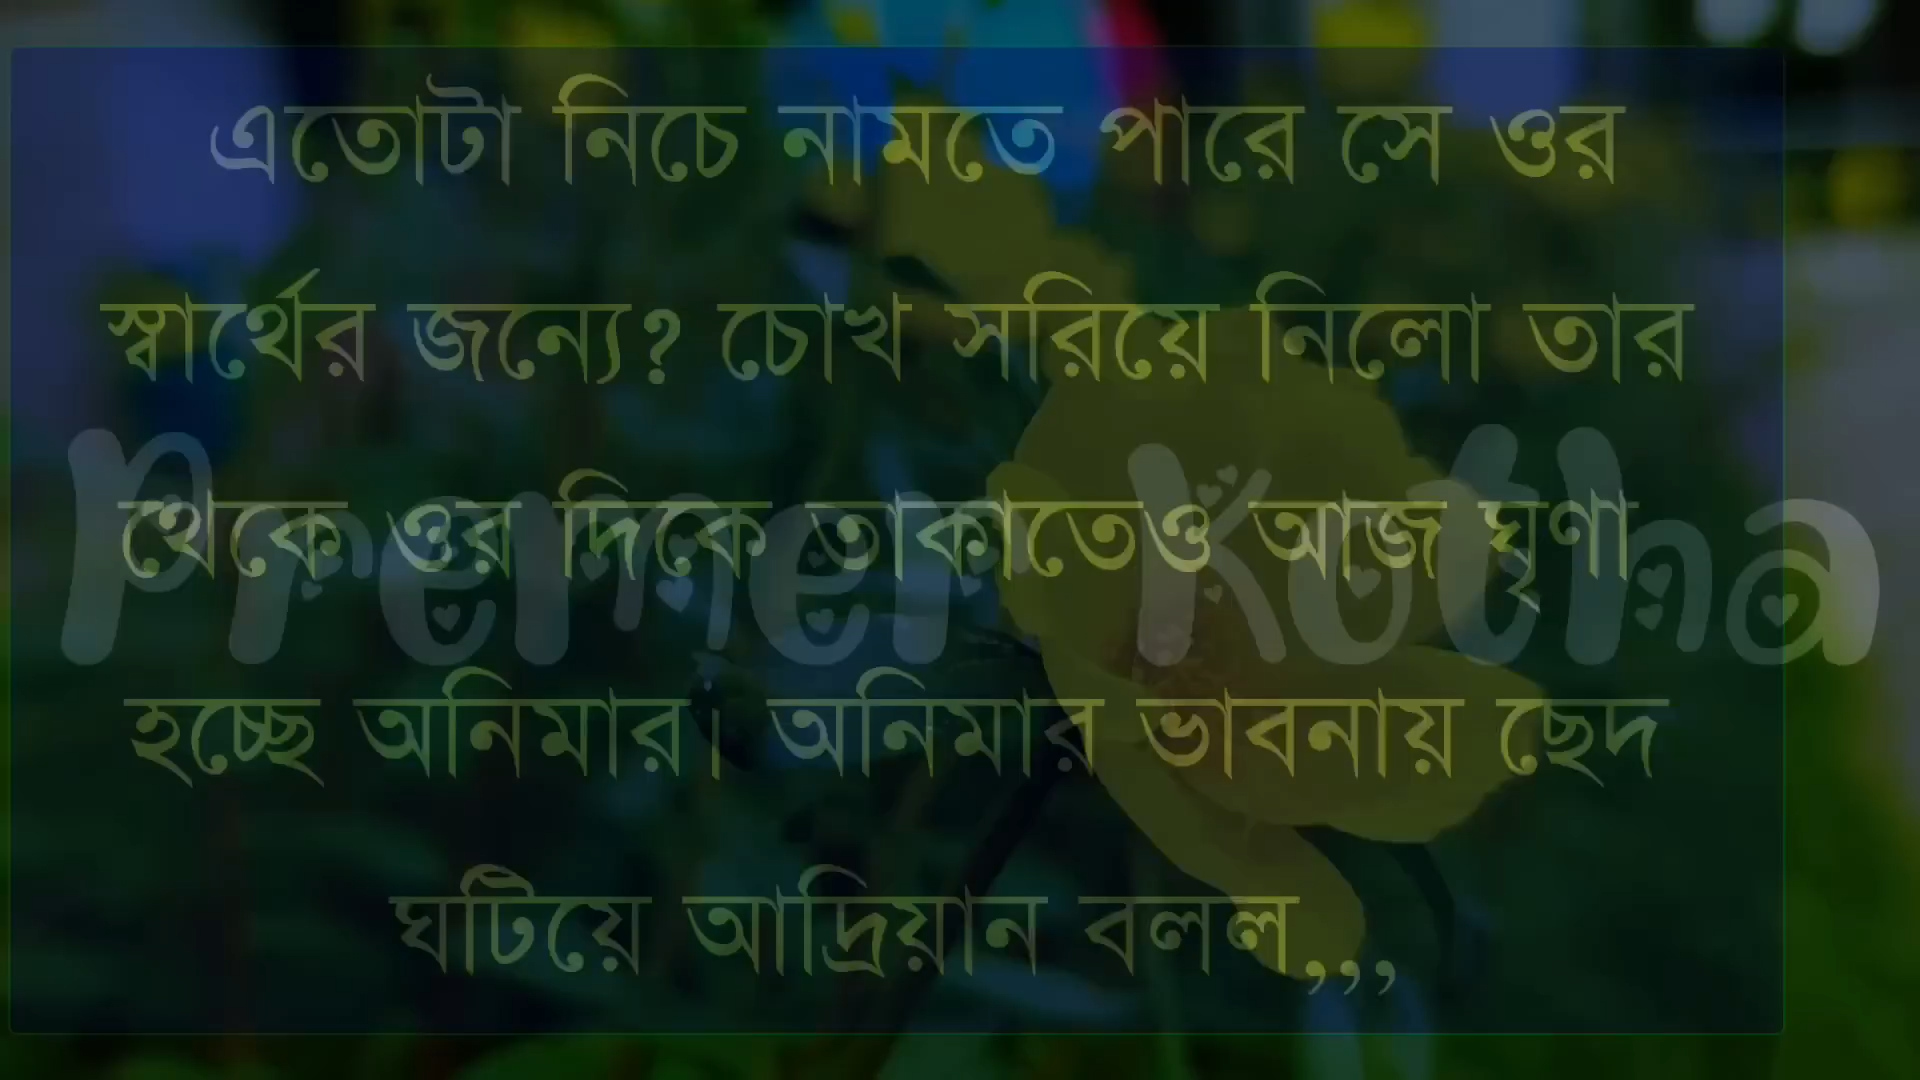 এতোটা নিচে নামতে পারে সে ওর
স্বার্থের জন্যে? চোখ সরিয়ে নিলো তার
থেকে ওর দিকে তাকাতেও আজ ঘৃণা
Premer Kotha
হচ্ছে অনিমার। অনিমার ভাবনায় ছেদ
ঘটিয়ে আদ্রিয়ান বলল,,,